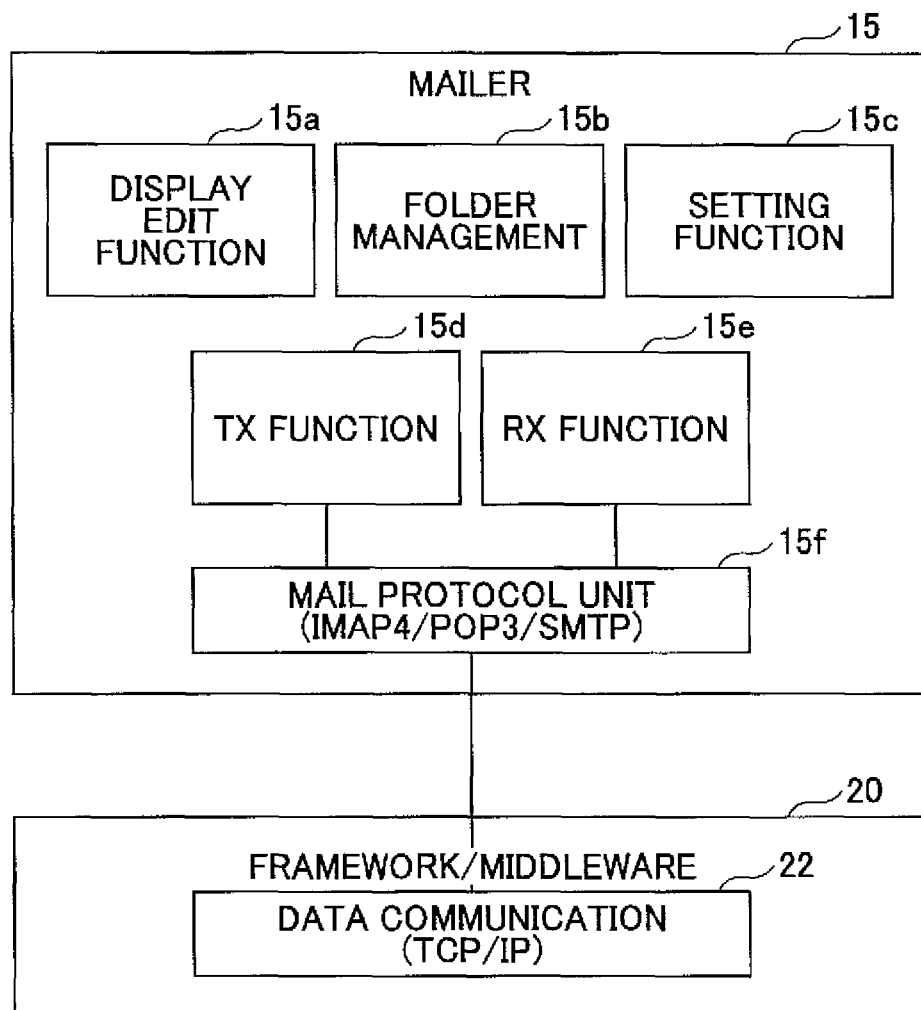 15
MAILER
15a
15b
15c
DISPLAY
EDIT
FUNCTION
FOLDER
MANAGEMENT
SETTING
FUNCTION
15d
15e
TX FUNCTION
RX FUNCTION
15f
MAIL PROTOCOL UNIT
(IMAP4/POP3/SMTP)
20
FRAMEWORK/MIDDLEWARE
22
DATA COMMUNICATION
(TCP/IP)